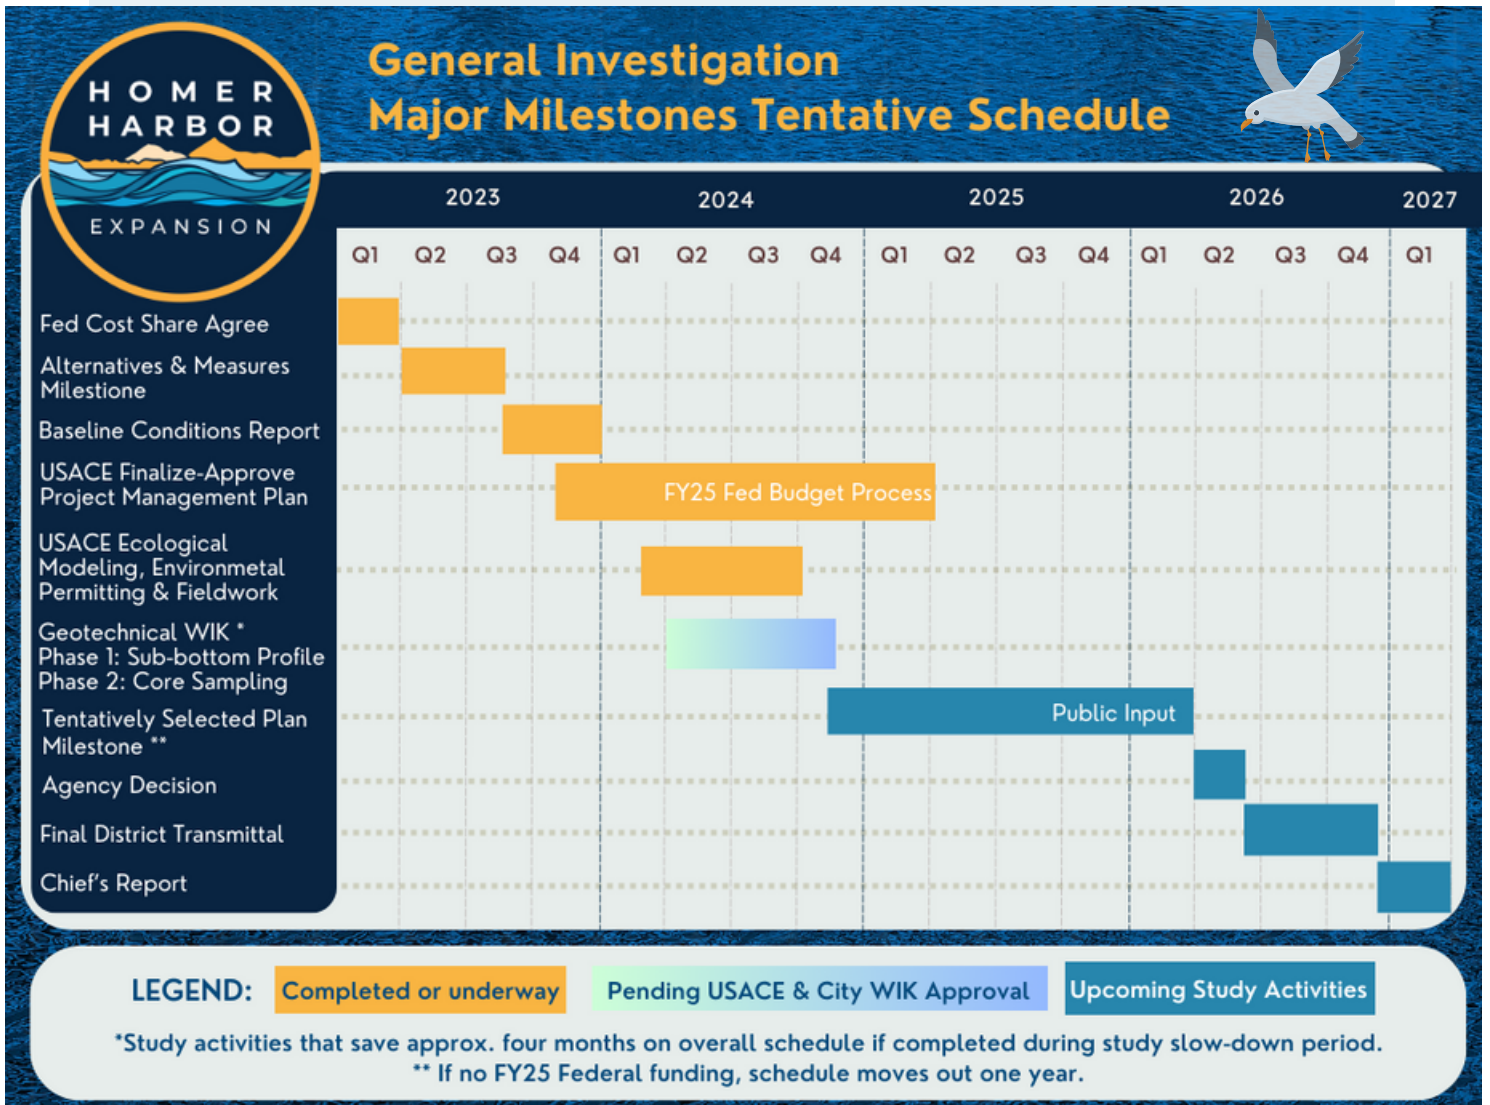 HOMER
HARBOR
EXPANSION
General Investigation
Major Milestones Tentative Schedule
2023 2024 2025 2026 2027
Q1 Q2 Q3 Q4 Q1 Q2 Q3 Q4 Q1 Q2 Q3 Q4 Q1 Q2 Q3 Q4 Q1
Fed Cost Share Agree
Alternatives & Measures
Milestione
Baseline Conditions Report
USACE Finalize-Approve
Project Management Plan
FY25 Fed Budget Process
USACE Ecological
Modeling, Environmetal
Permitting & Fieldwork
Geotechnical WIK *
Phase 1: Sub-bottom Profile
Phase 2: Core Sampling
Tentatively Selected Plan
Milestone **
Public Input
Agency Decision
Final District Transmittal
Chief's Report
LEGEND: Completed or underway Pending USACE & City WIK Approval Upcoming Study Activities
*Study activities that save approx. four months on overall schedule if completed during study slow-down period.
** If no FY25 Federal funding, schedule moves out one year.